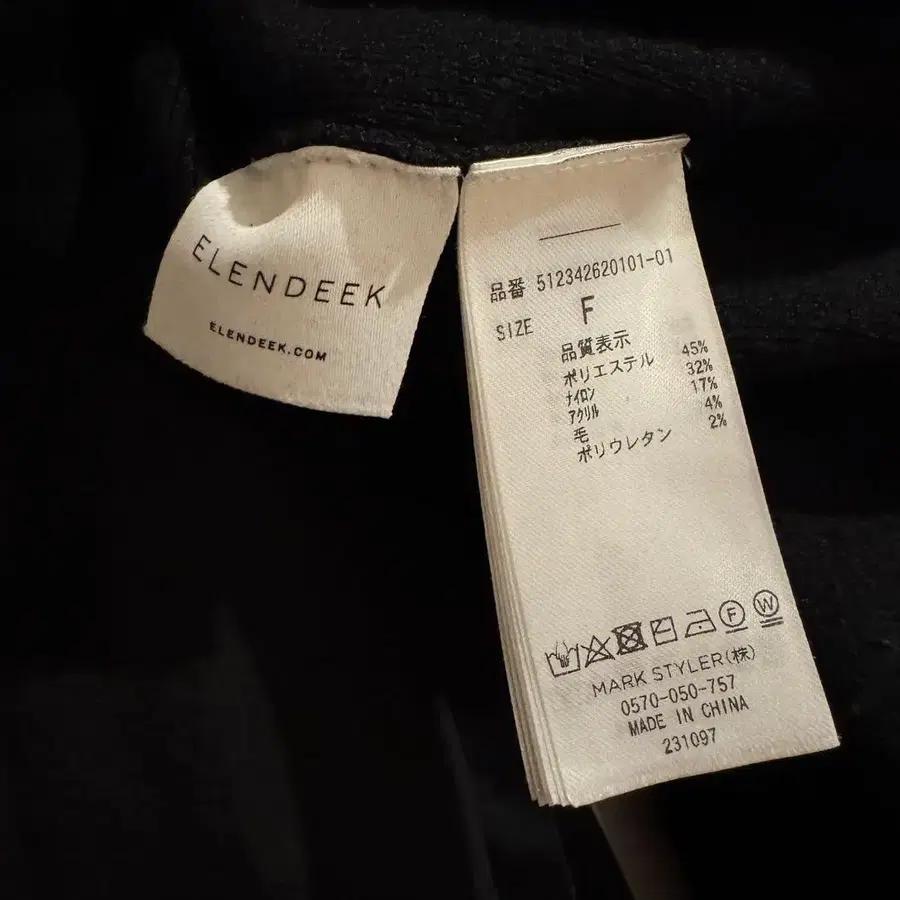 ELENDEEK
ELENDEEK.COM
品番 512342620101-01
SIZE F
品質表示
ポリエステル 45%
ナイロン 32%
アクリル 17%
毛 4%
ポリウレタン 2%
F W
MARK STYLER(株)
0570-050-757
MADE IN CHINA
231097